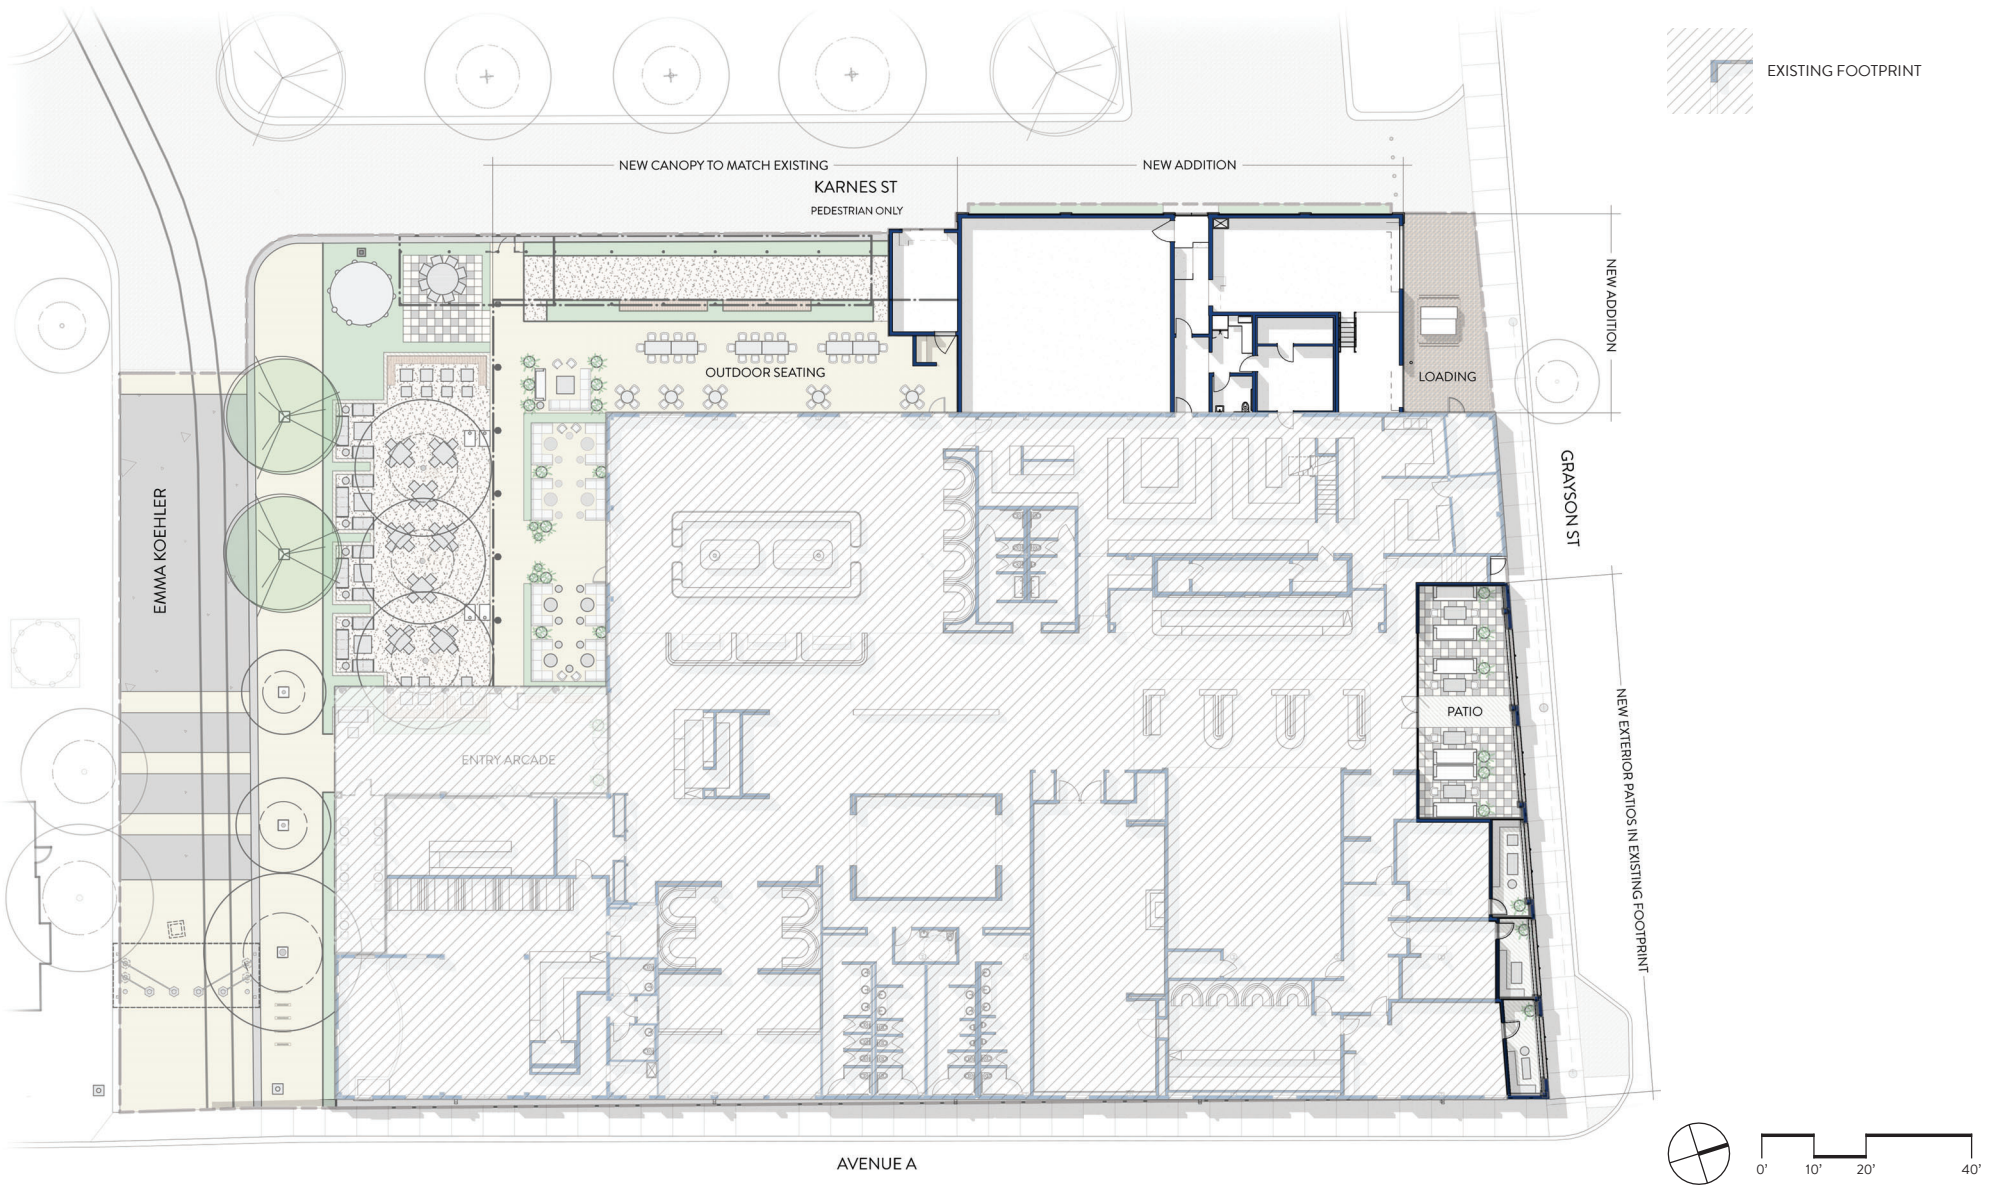 EXISTING FOOTPRINT
NEW CANOPY TO MATCH EXISTING
NEW ADDITION
KARNES ST
PEDESTRIAN ONLY
NEW ADDITION
OUTDOOR SEATING
LOADING
GRAYSON ST
EMMA KOEHLER
PATIO
NEW EXTERIOR PATIOS IN EXISTING FOOTPRINT
ENTRY ARCADE
AVENUE A
0' 10' 20' 40'